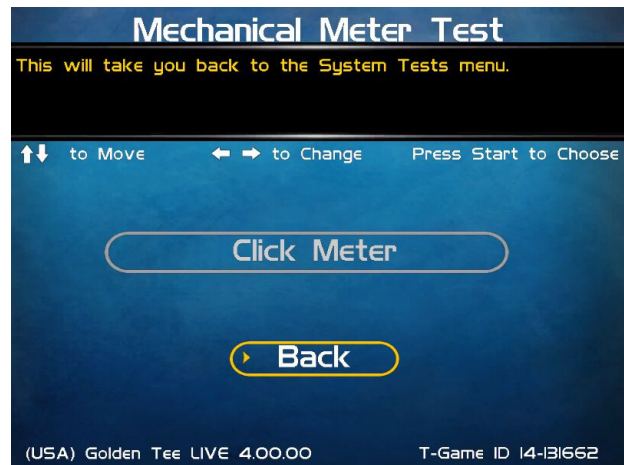 Mechanical Meter Test
This will take you back to the System Tests menu.
to Move to Change Press Start to Choose
Click Meter
Back
(USA) Golden Tee LIVE 4.00.00 T-Game ID 14-131662